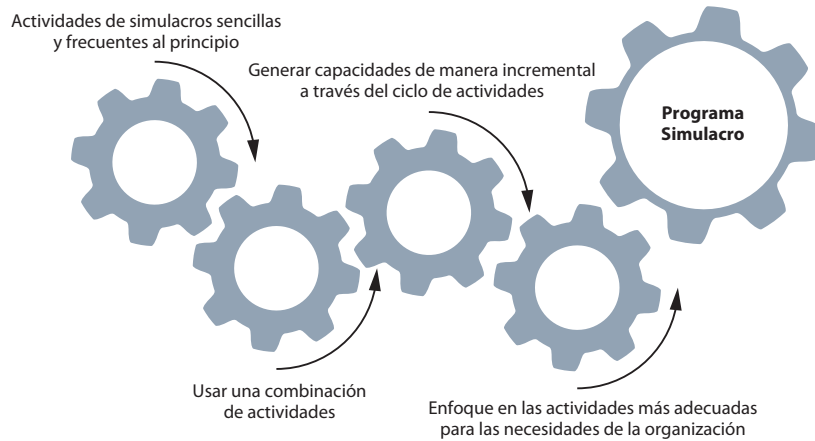 Actividades de simulacros sencillas
y frecuentes al principio
Generar capacidades de manera incremental
a través del ciclo de actividades
Programa
Simulacro
Usar una combinación
de actividades
Enfoque en las actividades más adecuadas
para las necesidades de la organización